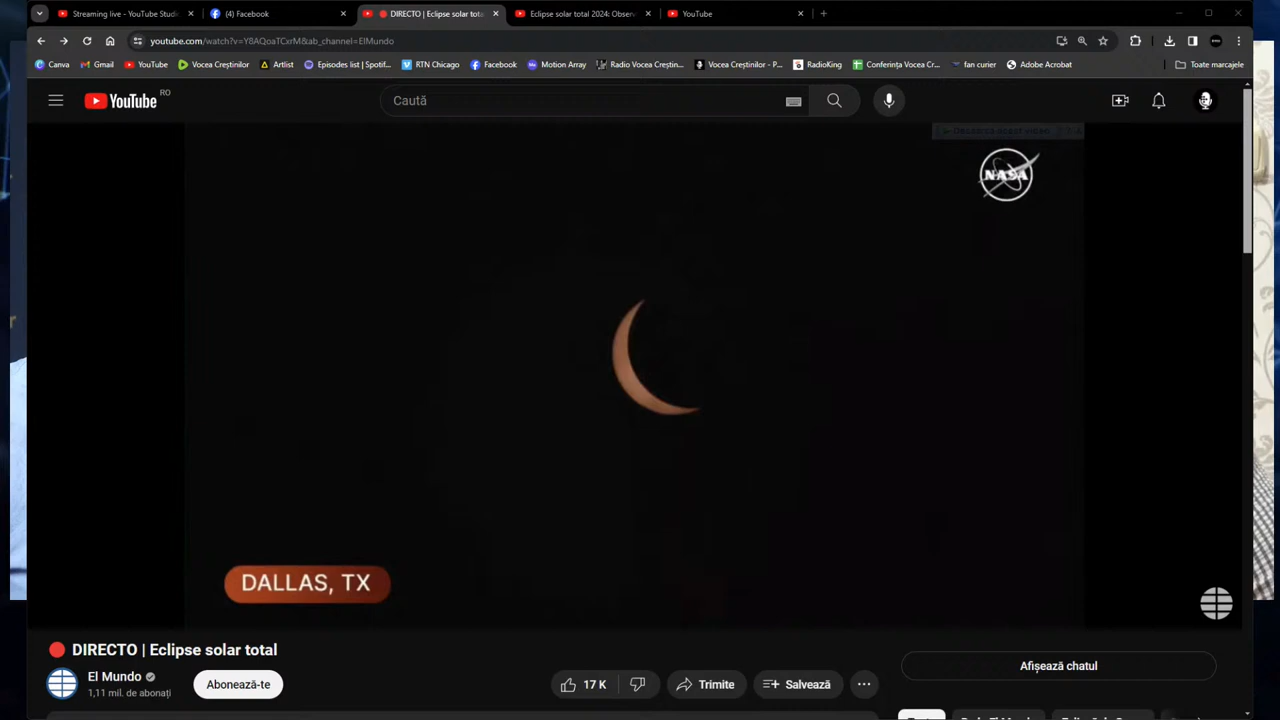 Streaming live - YouTube Studi
(4) Facebook
DIRECTO | Eclipse solar tota
Eclipse solar total 2024: Obser
YouTube
youtube.com/watch?v=Y8AQoaTCxrM&ab_channel=ElMundo
Canva
Gmail
YouTube
Vocea Creștinilor
Artlist
Episodes list | Spotif...
RTN Chicago
Facebook
Motion Array
Radio Vocea Creștin...
Vocea Creștinilor - P...
RadioKing
Conferința Vocea Cr...
fan curier
Adobe Acrobat
Toate marcajele
YouTube RO
Caută
NASA
DALLAS, TX
DIRECTO | Eclipse solar total
El Mundo
1,11 mil. de abonați
Abonează-te
17 K
Trimite
Salvează
Afișează chatul